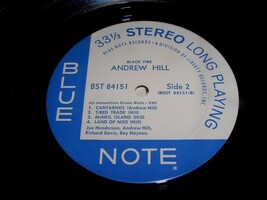 33⅓ STEREO LONG PLAYING
BLUE NOTE RECORDS • A DIVISION OF LIBERTY RECORDS, INC.
BLACK FIRE
ANDREW HILL
BST 84151
Side 2
(BNST 84151-B)
All compositions Groove Music - BMI
1. CANTARNOS (Andrew Hill)
2. TIRED TRADE (Hill)
3. McNEIL ISLAND (Hill)
4. LAND OF NOD (Hill)
Joe Henderson, Andrew Hill,
Richard Davis, Roy Haynes.
BLUE
NOTE